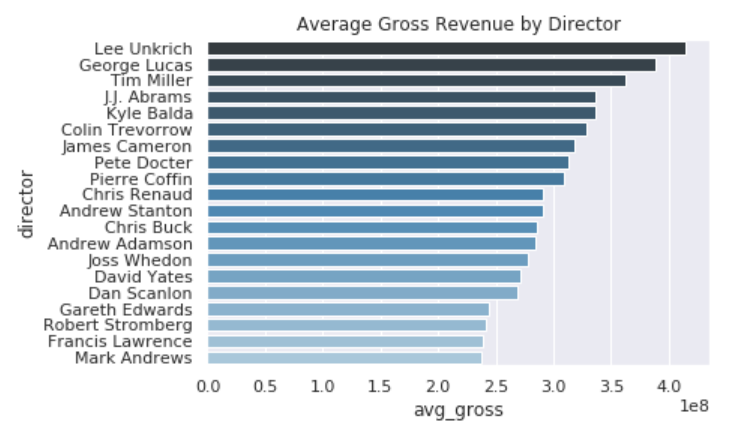 Average Gross Revenue by Director
Lee Unkrich
George Lucas
Tim Miller
J.J. Abrams
Kyle Balda
Colin Trevorrow
James Cameron
Pete Docter
Pierre Coffin
Chris Renaud
Andrew Stanton
Chris Buck
Andrew Adamson
Joss Whedon
David Yates
Dan Scanlon
Gareth Edwards
Robert Stromberg
Francis Lawrence
Mark Andrews
director
0.0 0.5 1.0 1.5 2.0 2.5 3.0 3.5 4.0
1e8
avg_gross